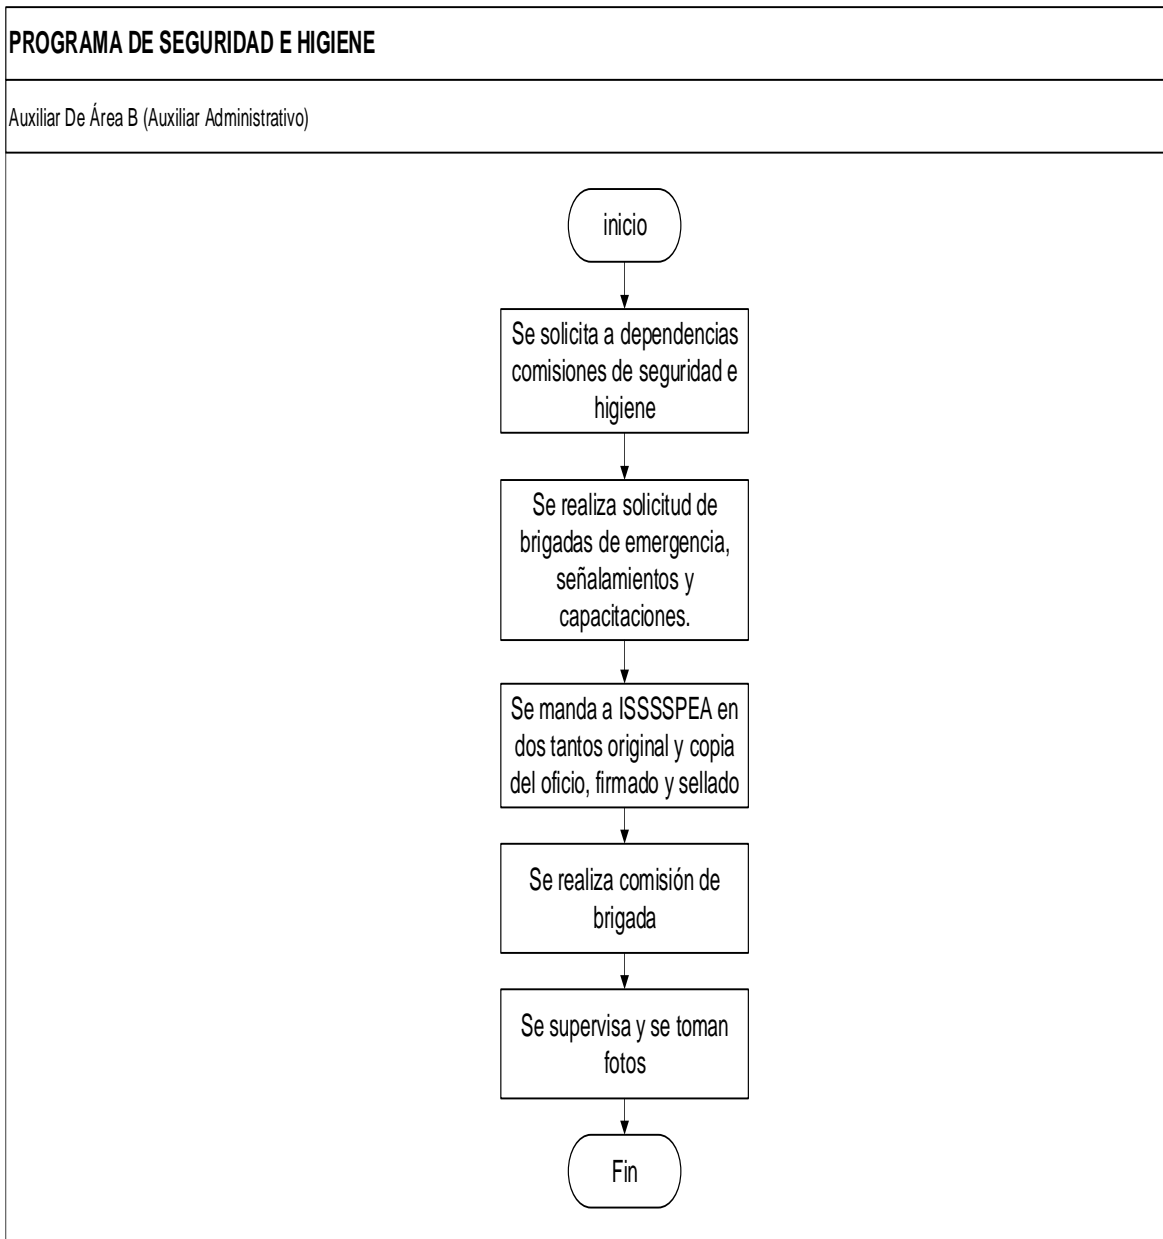 PROGRAMA DE SEGURIDAD E HIGIENE
Auxiliar De Área B (Auxiliar Administrativo)
inicio
Se solicita a dependencias
comisiones de seguridad e
higiene
Se realiza solicitud de
brigadas de emergencia,
señalamientos y
capacitaciones.
Se manda a ISSSSPEA en
dos tantos original y copia
del oficio, firmado y sellado
Se realiza comisión de
brigada
Se supervisa y se toman
fotos
Fin